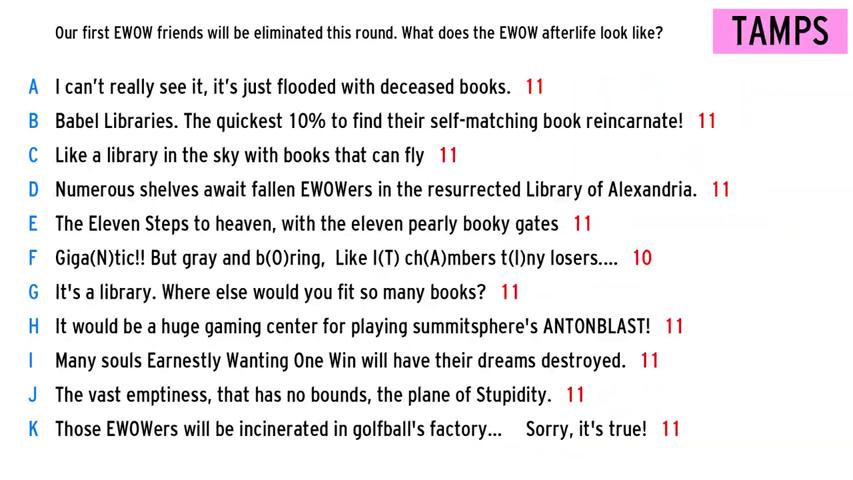 Our first EWOW friends will be eliminated this round. What does the EWOW afterlife look like?
TAMPS
A I can't really see it, it's just flooded with deceased books. 11
B Babel Libraries. The quickest 10% to find their self-matching book reincarnate! 11
C Like a library in the sky with books that can fly 11
D Numerous shelves await fallen EWOWers in the resurrected Library of Alexandria. 11
E The Eleven Steps to heaven, with the eleven pearly booky gates 11
F Giga(N)tic!! But gray and b(O)ring, Like I(T) ch(A)mbers t(I)ny losers.... 10
G It's a library. Where else would you fit so many books? 11
H It would be a huge gaming center for playing summitsphere's ANTONBLAST! 11
I Many souls Earnestly Wanting One Win will have their dreams destroyed. 11
J The vast emptiness, that has no bounds, the plane of Stupidity. 11
K Those EWOWers will be incinerated in golfball's factory... Sorry, it's true! 11